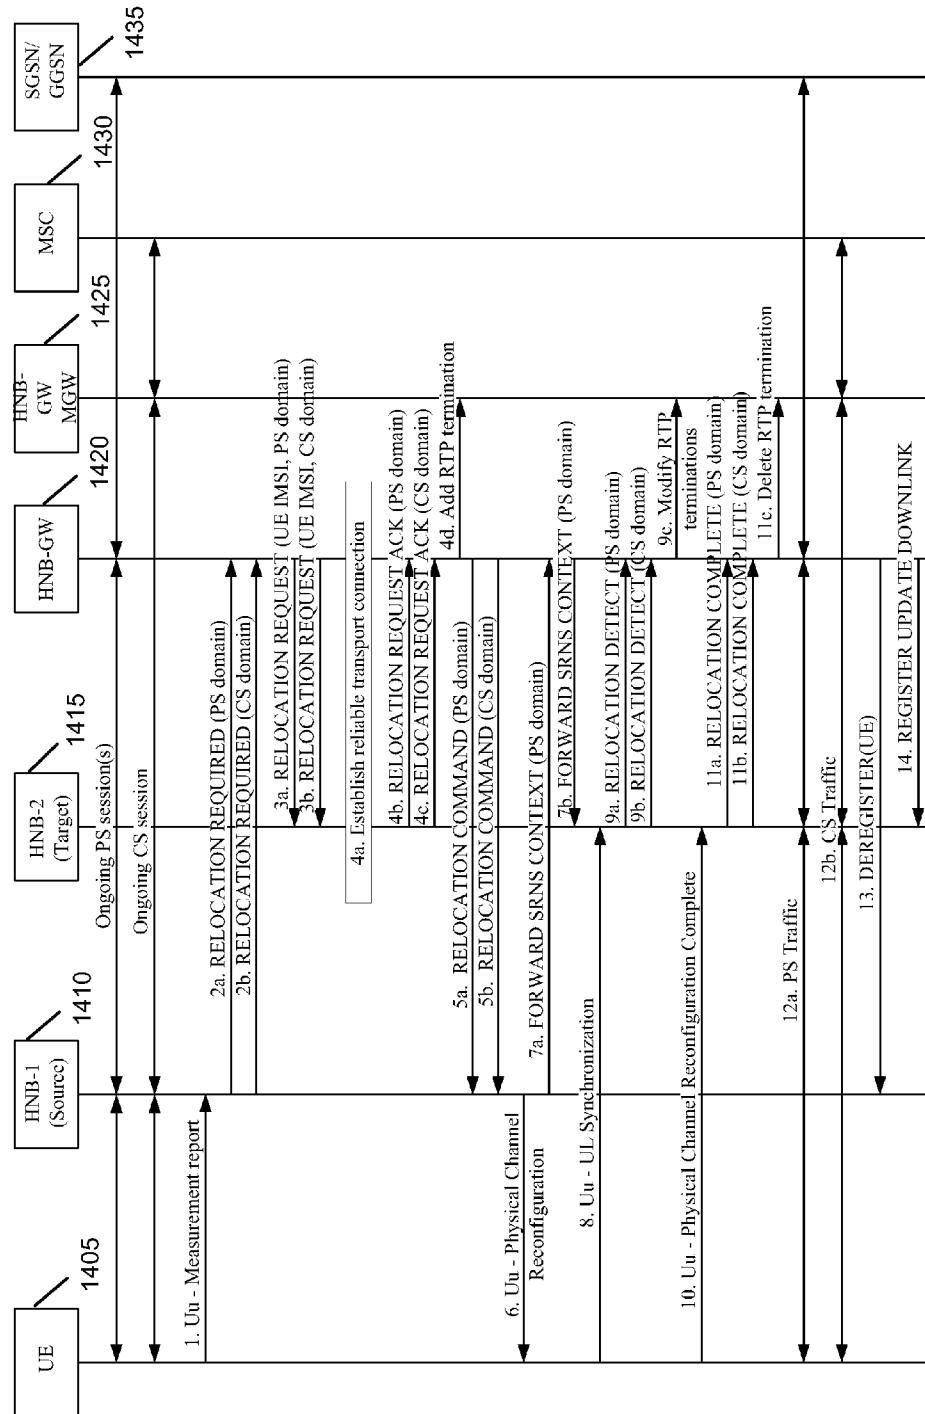 UE
1405
HNB-1
(Source)
1410
HNB-2
(Target)
1415
HNB-GW
1420
HNB-
GW
MGW
1425
MSC
1430
SGSN/
GGSN
1435
Ongoing PS session(s)
Ongoing CS session
1. Uu - Measurement report
2a. RELOCATION REQUIRED (PS domain)
2b. RELOCATION REQUIRED (CS domain)
3a. RELOCATION REQUEST (UE IMSI, PS domain)
3b. RELOCATION REQUEST (UE IMSI, CS domain)
4a. Establish reliable transport connection
4b. RELOCATION REQUEST ACK (PS domain)
4c. RELOCATION REQUEST ACK (CS domain)
4d. Add RTP termination
5a. RELOCATION COMMAND (PS domain)
5b. RELOCATION COMMAND (CS domain)
6. Uu - Physical Channel
Reconfiguration
7a. FORWARD SRNS CONTEXT (PS domain)
7b. FORWARD SRNS CONTEXT (PS domain)
8. Uu - UL Synchronization
9a. RELOCATION DETECT (PS domain)
9b. RELOCATION DETECT (CS domain)
9c. Modify RTP
terminations
10. Uu - Physical Channel Reconfiguration Complete
11a. RELOCATION COMPLETE (PS domain)
11b. RELOCATION COMPLETE (CS domain)
11c. Delete RTP termination
12a. PS Traffic
12b. CS Traffic
13. DEREGISTER(UE)
14. REGISTER UPDATE DOWNLINK